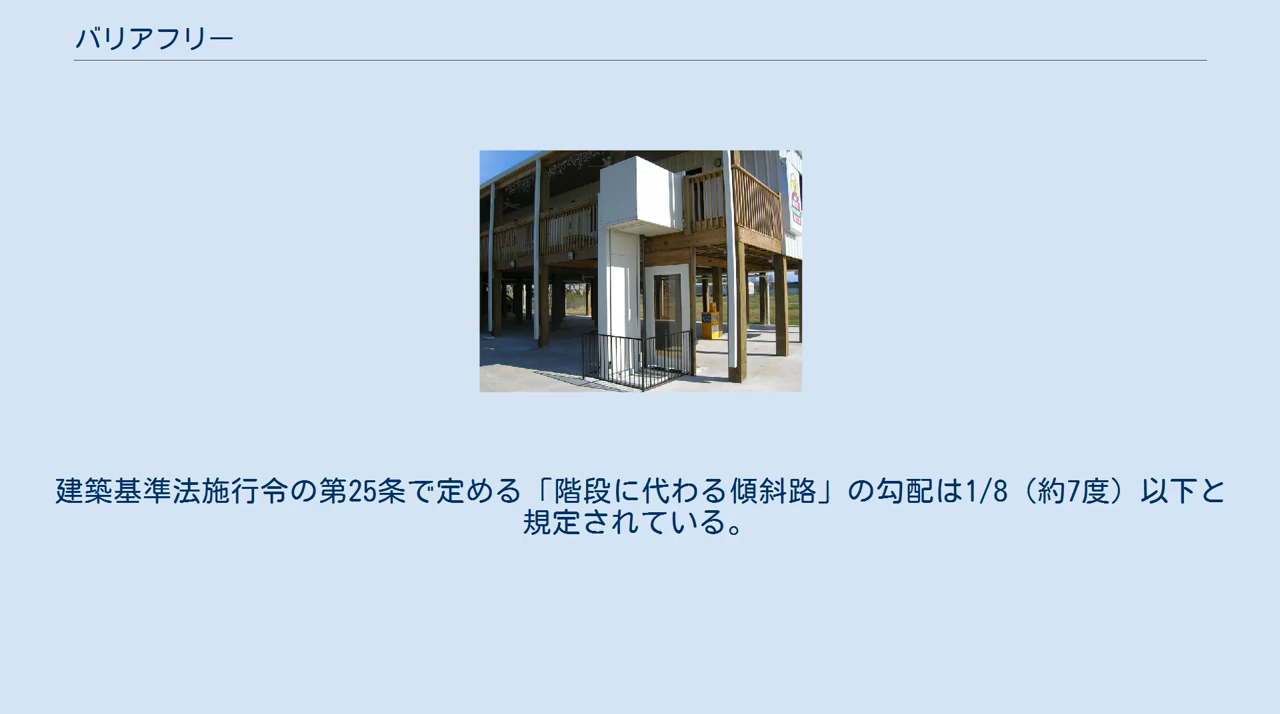 バリアフリー
建築基準法施行令の第25条で定める「階段に代わる傾斜路」の勾配は1/8（約7度）以下と
規定されている。